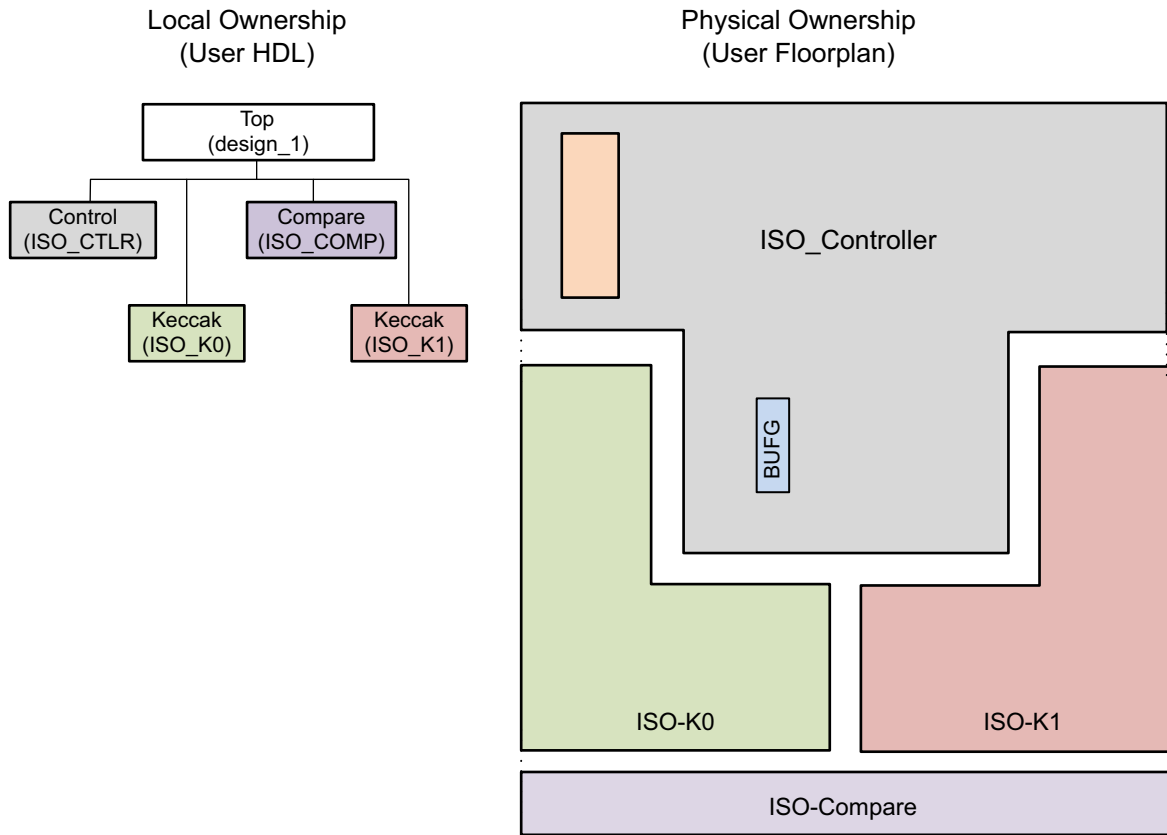 Local Ownership
(User HDL)
Physical Ownership
(User Floorplan)
Top
(design_1)
Control
(ISO_CTLR)
Compare
(ISO_COMP)
Keccak
(ISO_K0)
Keccak
(ISO_K1)
ISO_Controller
BUFG
ISO-K0
ISO-K1
ISO-Compare